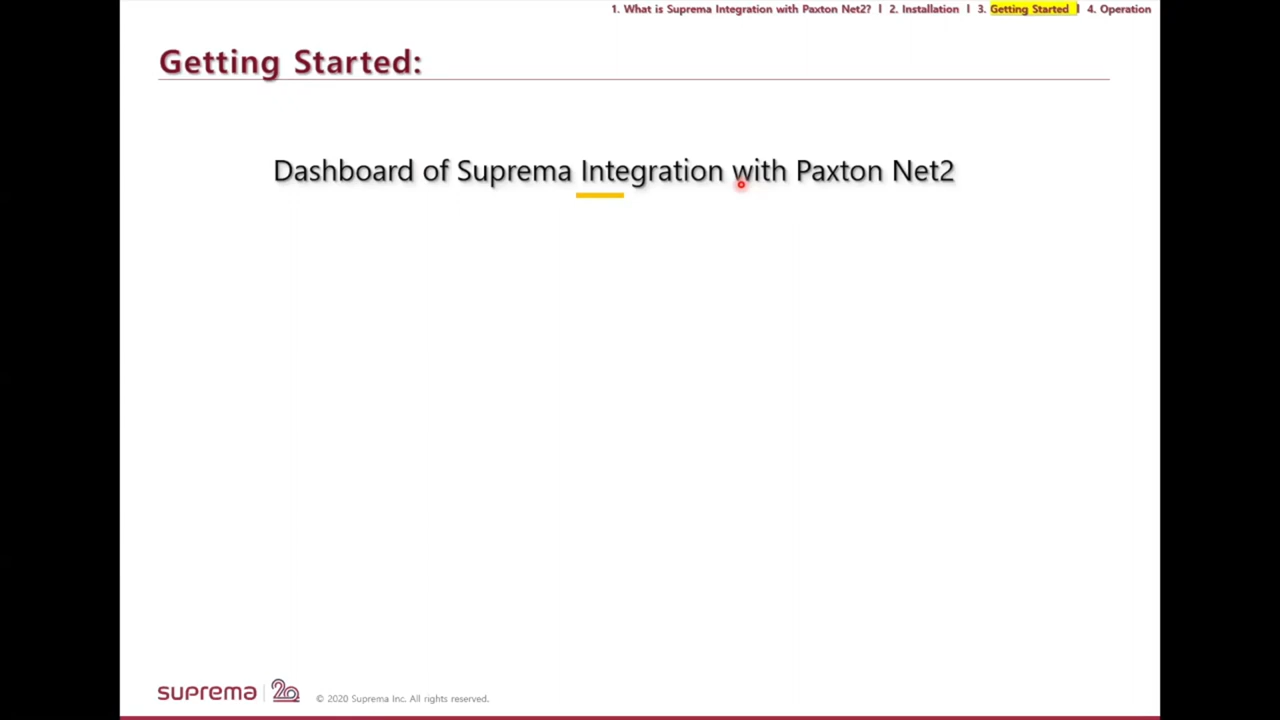 1. What is Suprema Integration with Paxton Net2? l 2. Installation l 3. Getting Started l 4. Operation
Getting Started:
Dashboard of Suprema Integration with Paxton Net2
suprema 20 © 2020 Suprema Inc. All rights reserved.